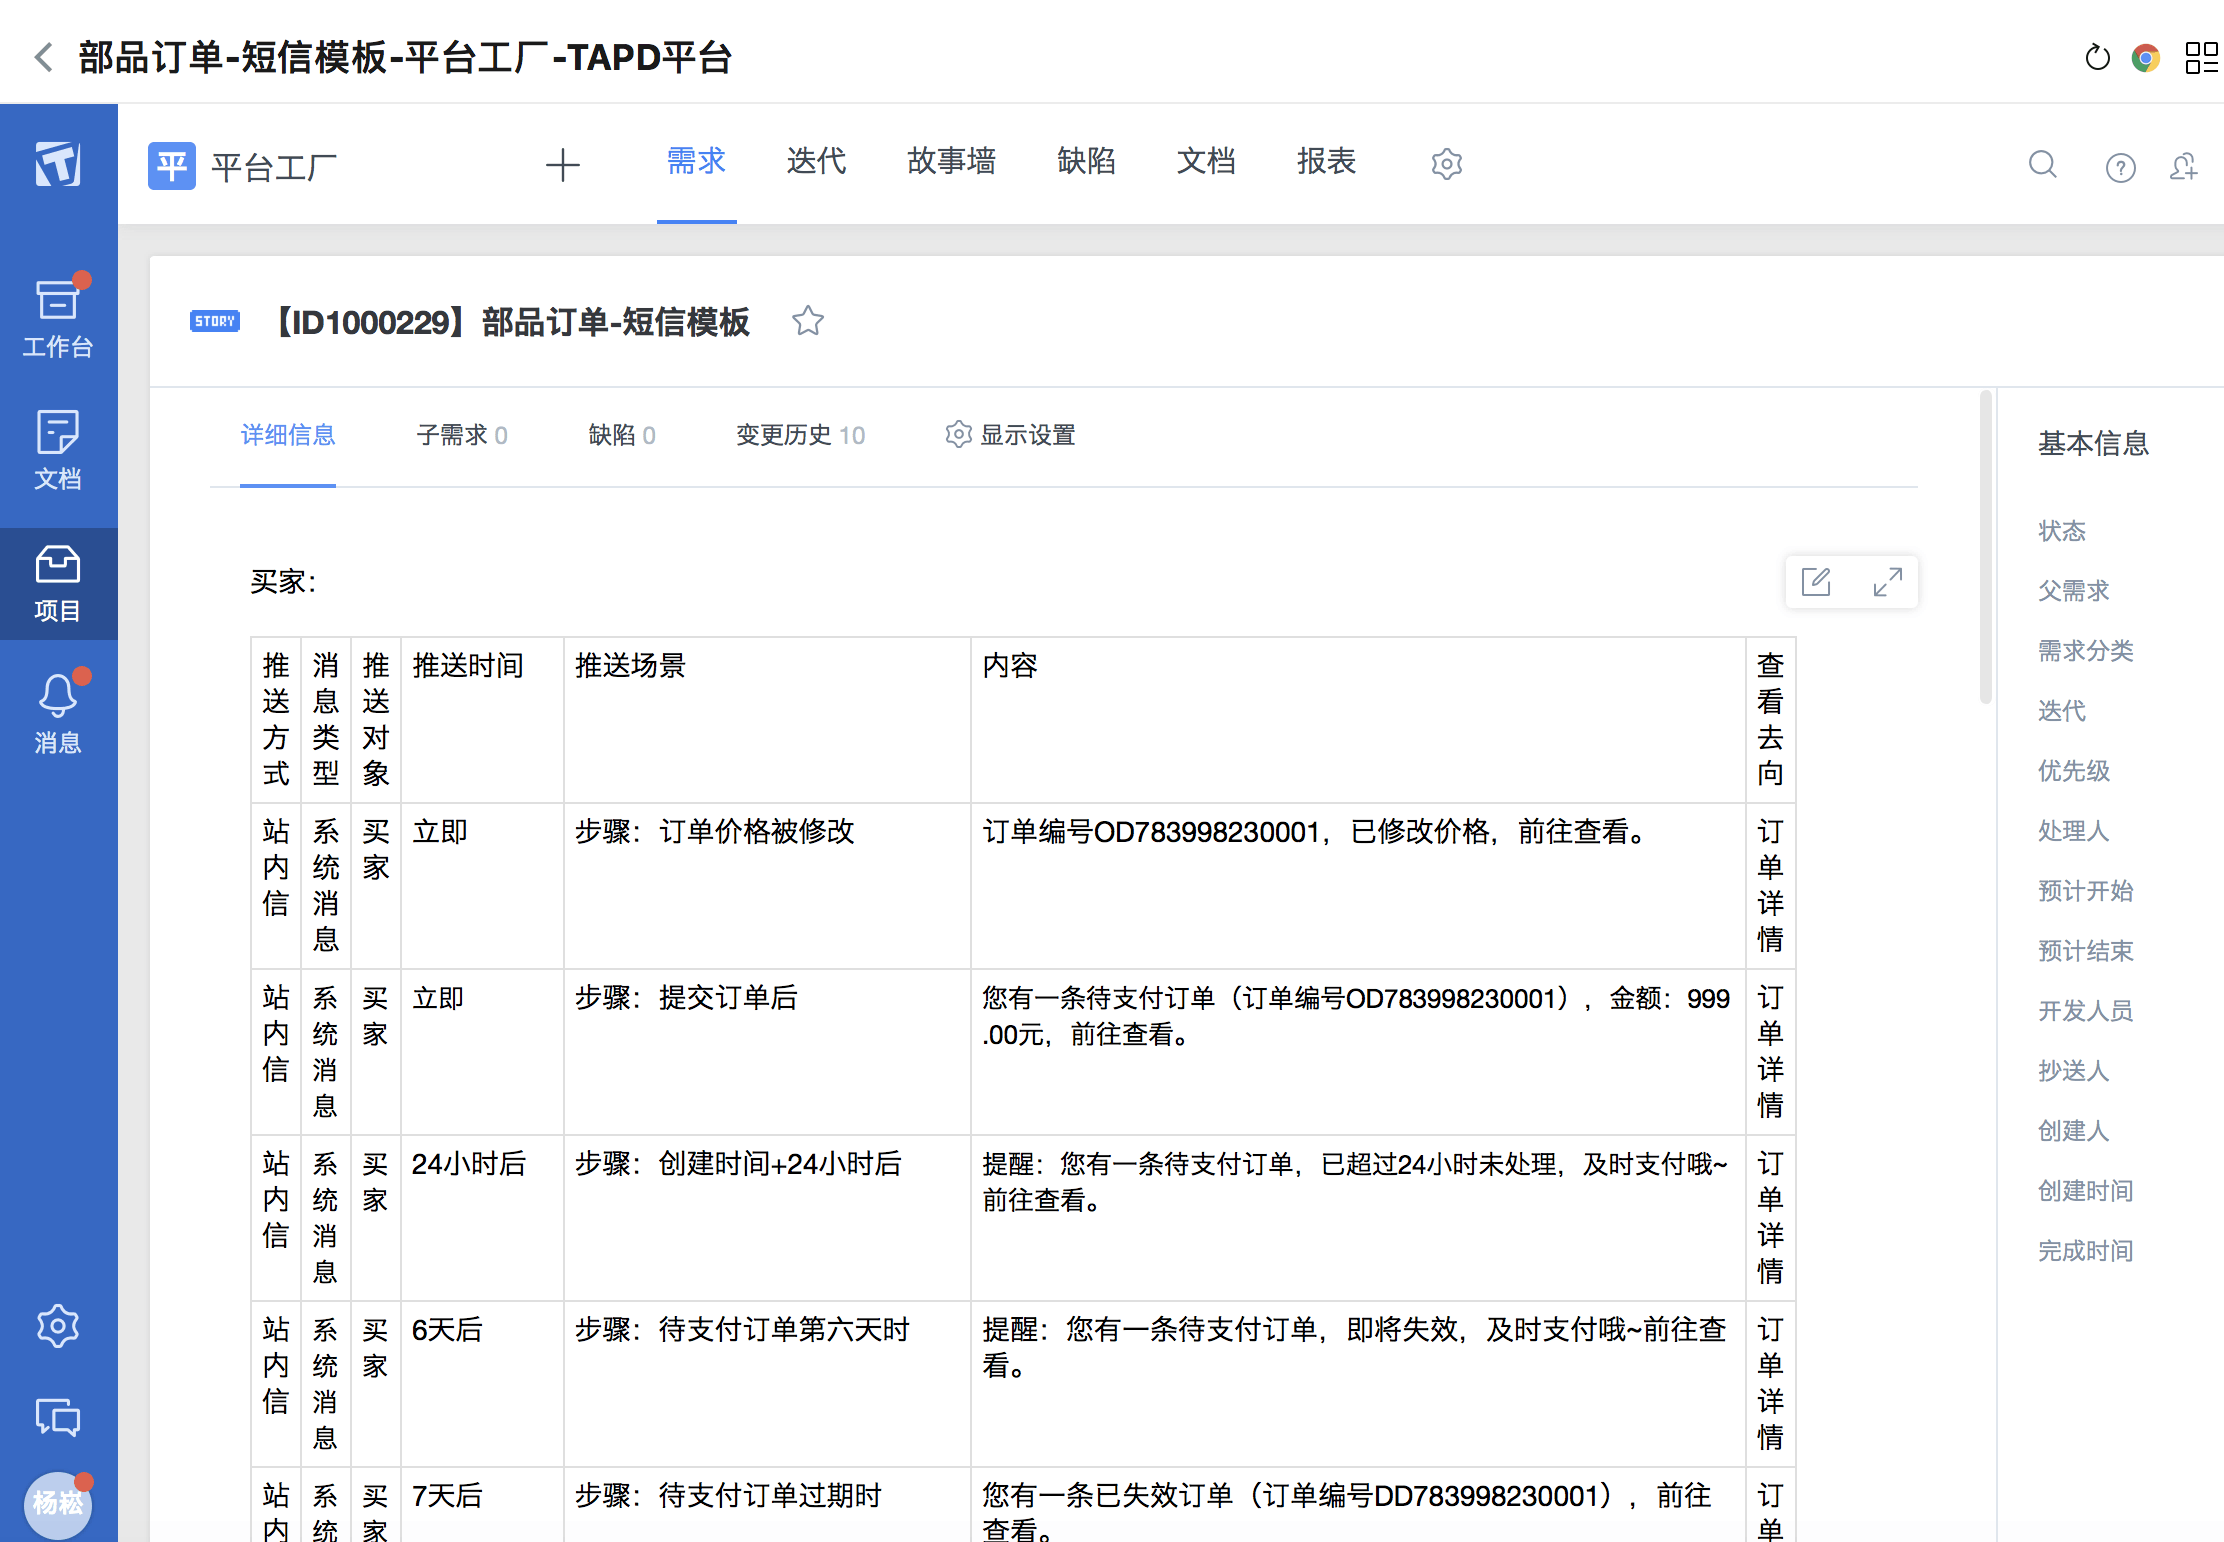 部品订单-短信模板-平台工厂-TAPD平台
平 平台工厂
需求 迭代 故事墙 缺陷 文档 报表
工作台
文档
项目
消息
杨崧
STORY 【ID1000229】部品订单-短信模板
详细信息 子需求 0 缺陷 0 变更历史 10 显示设置
买家：
推送方式 消息类型 推送对象 推送时间 推送场景 内容 查看去向
站内信 系统消息 买家 立即 步骤：订单价格被修改 订单编号OD783998230001，已修改价格，前往查看。 订单详情
站内信 系统消息 买家 立即 步骤：提交订单后 您有一条待支付订单（订单编号OD783998230001），金额：999
.00元，前往查看。 订单详情
站内信 系统消息 买家 24小时后 步骤：创建时间+24小时后 提醒：您有一条待支付订单，已超过24小时未处理，及时支付哦~
前往查看。 订单详情
站内信 系统消息 买家 6天后 步骤：待支付订单第六天时 提醒：您有一条待支付订单，即将失效，及时支付哦~前往查
看。 订单详情
站内 系统 买家 7天后 步骤：待支付订单过期时 您有一条已失效订单（订单编号DD783998230001），前往
查看。 订单
基本信息
状态
父需求
需求分类
迭代
优先级
处理人
预计开始
预计结束
开发人员
抄送人
创建人
创建时间
完成时间